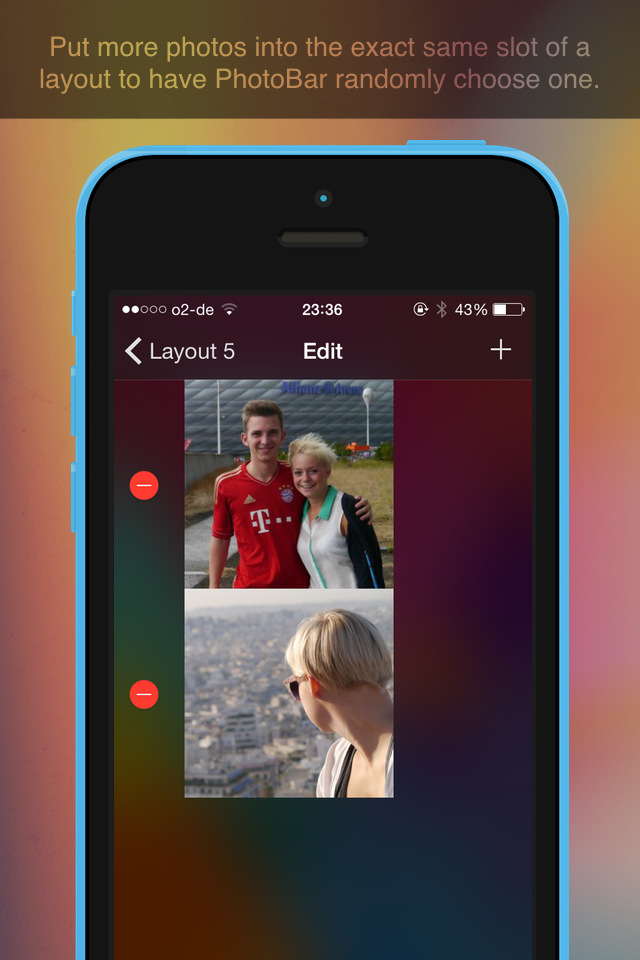 Put more photos into the exact same slot of a
layout to have PhotoBar randomly choose one.
o2-de 23:36 43%
Layout 5 Edit +
Allianz Arena
T